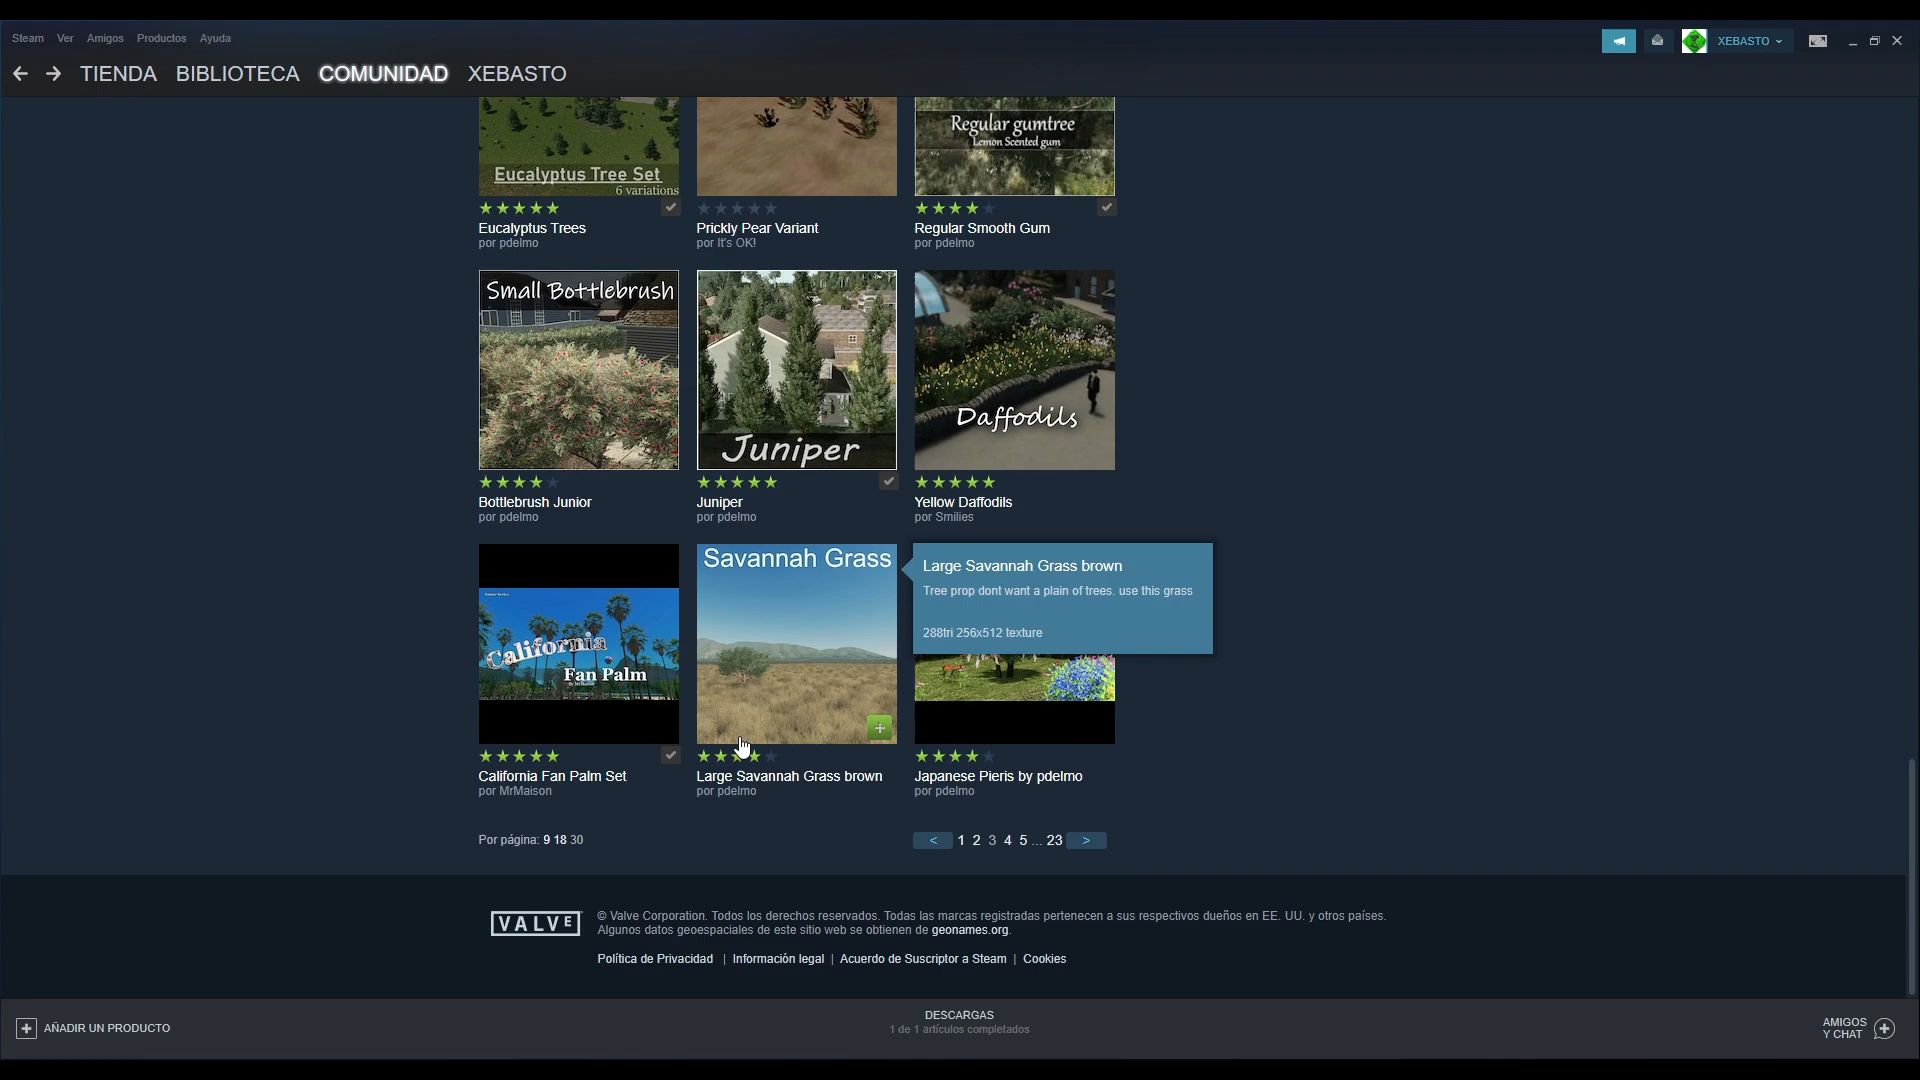 Steam Ver Amigos Productos Ayuda
XEBASTO
TIENDA BIBLIOTECA COMUNIDAD XEBASTO
Eucalyptus Tree Set
6 variations
Regular gumtree
Lemon Scented gum
Eucalyptus Trees
por pdelmo
Prickly Pear Variant
por It's OK!
Regular Smooth Gum
por pdelmo
Small Bottlebrush
Juniper
Daffodils
Bottlebrush Junior
por pdelmo
Juniper
por pdelmo
Yellow Daffodils
por Smilies
California
Fan Palm
Savannah Grass
Large Savannah Grass brown
Tree prop dont want a plain of trees. use this grass
288tri 256x512 texture
California Fan Palm Set
por MrMaison
Large Savannah Grass brown
por pdelmo
Japanese Pieris by pdelmo
por pdelmo
Por página: 9 18 30
< 1 2 3 4 5 ... 23 >
VALVE
© Valve Corporation. Todos los derechos reservados. Todas las marcas registradas pertenecen a sus respectivos dueños en EE. UU. y otros países.
Algunos datos geoespaciales de este sitio web se obtienen de geonames.org.
Política de Privacidad | Información legal | Acuerdo de Suscriptor a Steam | Cookies
AÑADIR UN PRODUCTO
DESCARGAS
1 de 1 artículos completados
AMIGOS
Y CHAT